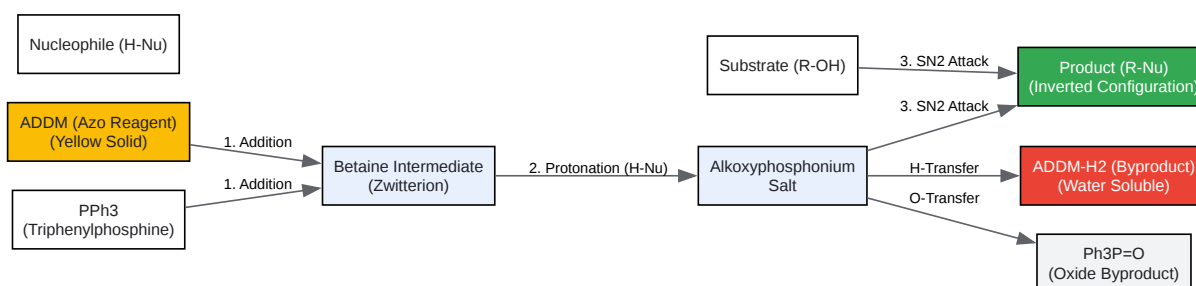 Nucleophile (H-Nu)
ADDM (Azo Reagent)
(Yellow Solid)
PPh3
(Triphenylphosphine)
1. Addition
1. Addition
Betaine Intermediate
(Zwitterion)
2. Protonation (H-Nu)
Substrate (R-OH)
Alkoxyphosphonium
Salt
3. SN2 Attack
3. SN2 Attack
H-Transfer
O-Transfer
Product (R-Nu)
(Inverted Configuration)
ADDM-H2 (Byproduct)
(Water Soluble)
Ph3P=O
(Oxide Byproduct)